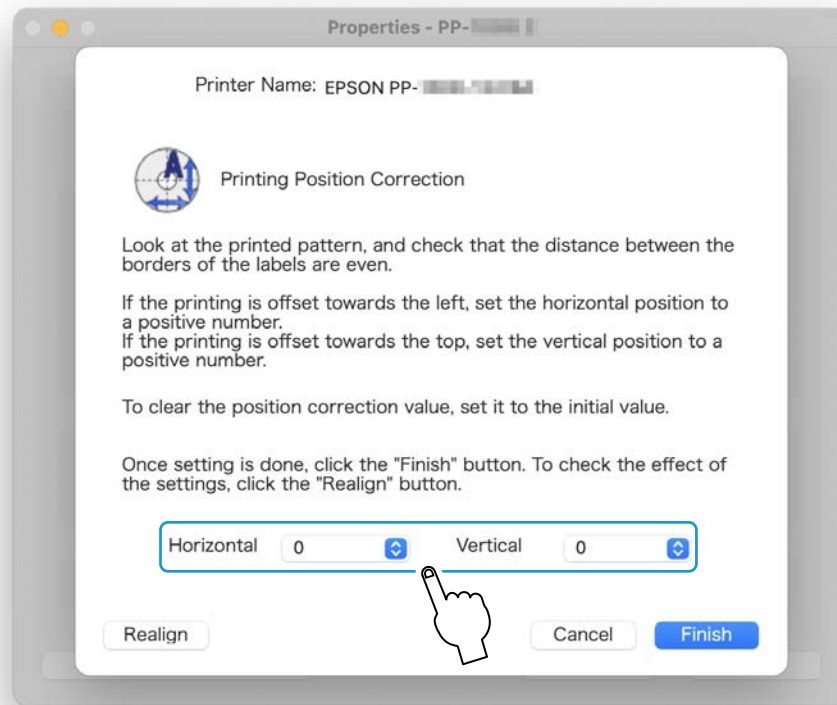 Properties - PP-
Printer Name: EPSON PP-
A
Printing Position Correction
Look at the printed pattern, and check that the distance between the
borders of the labels are even.
If the printing is offset towards the left, set the horizontal position to
a positive number.
If the printing is offset towards the top, set the vertical position to a
positive number.
To clear the position correction value, set it to the initial value.
Once setting is done, click the "Finish" button. To check the effect of
the settings, click the "Realign" button.
Horizontal 0 Vertical 0
Realign Cancel Finish